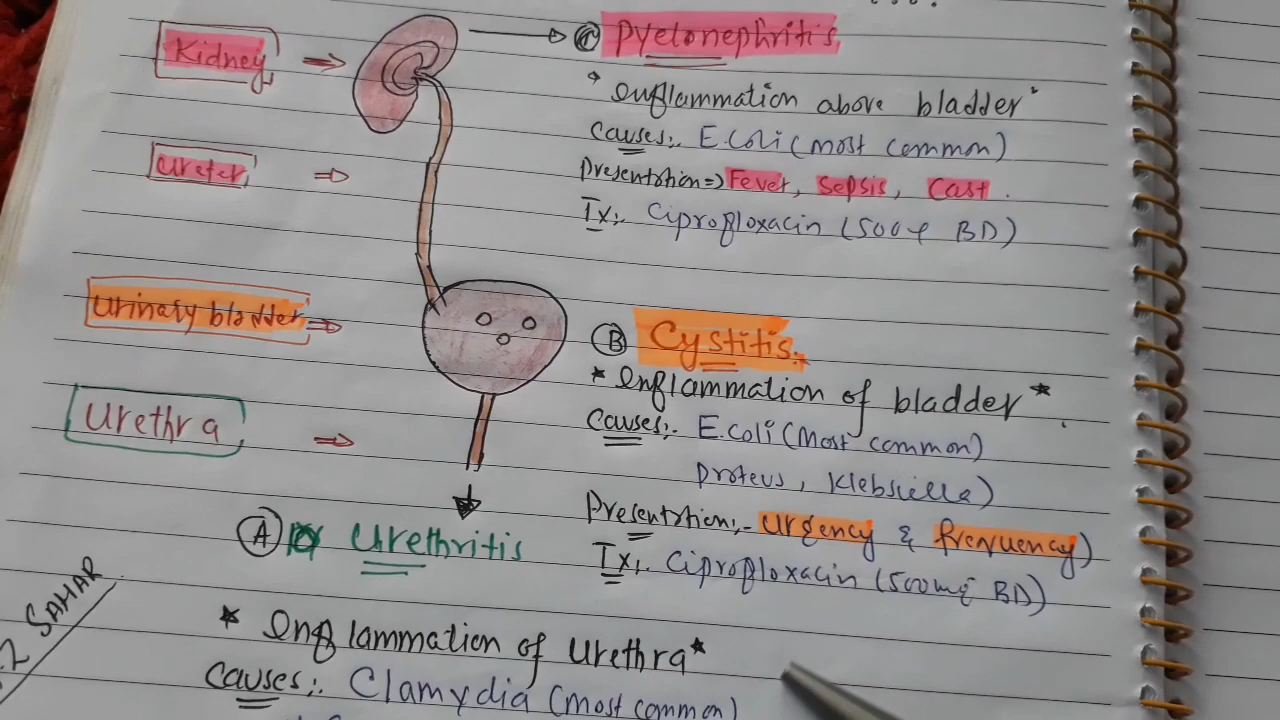 Kidney
C Pyelonephritis
"Inflammation above bladder"
Causes:. E.Coli (most common)
Ureter
Presentation=> Fever, Sepsis, Cast.
Tx:. Ciprofloxacin (500 BD)
Urinary bladder
B Cystitis:.
* Inflammation of bladder *
Urethra
Causes:. E.coli (Most common)
Proteus, Klebsiella)
Presentation:- Urgency & frequency)
A Urethritis
Tx:. Ciprofloxacin (500mg BD)
* Inflammation of Urethra *
Causes:. Clamydia (most common)
SAHAR